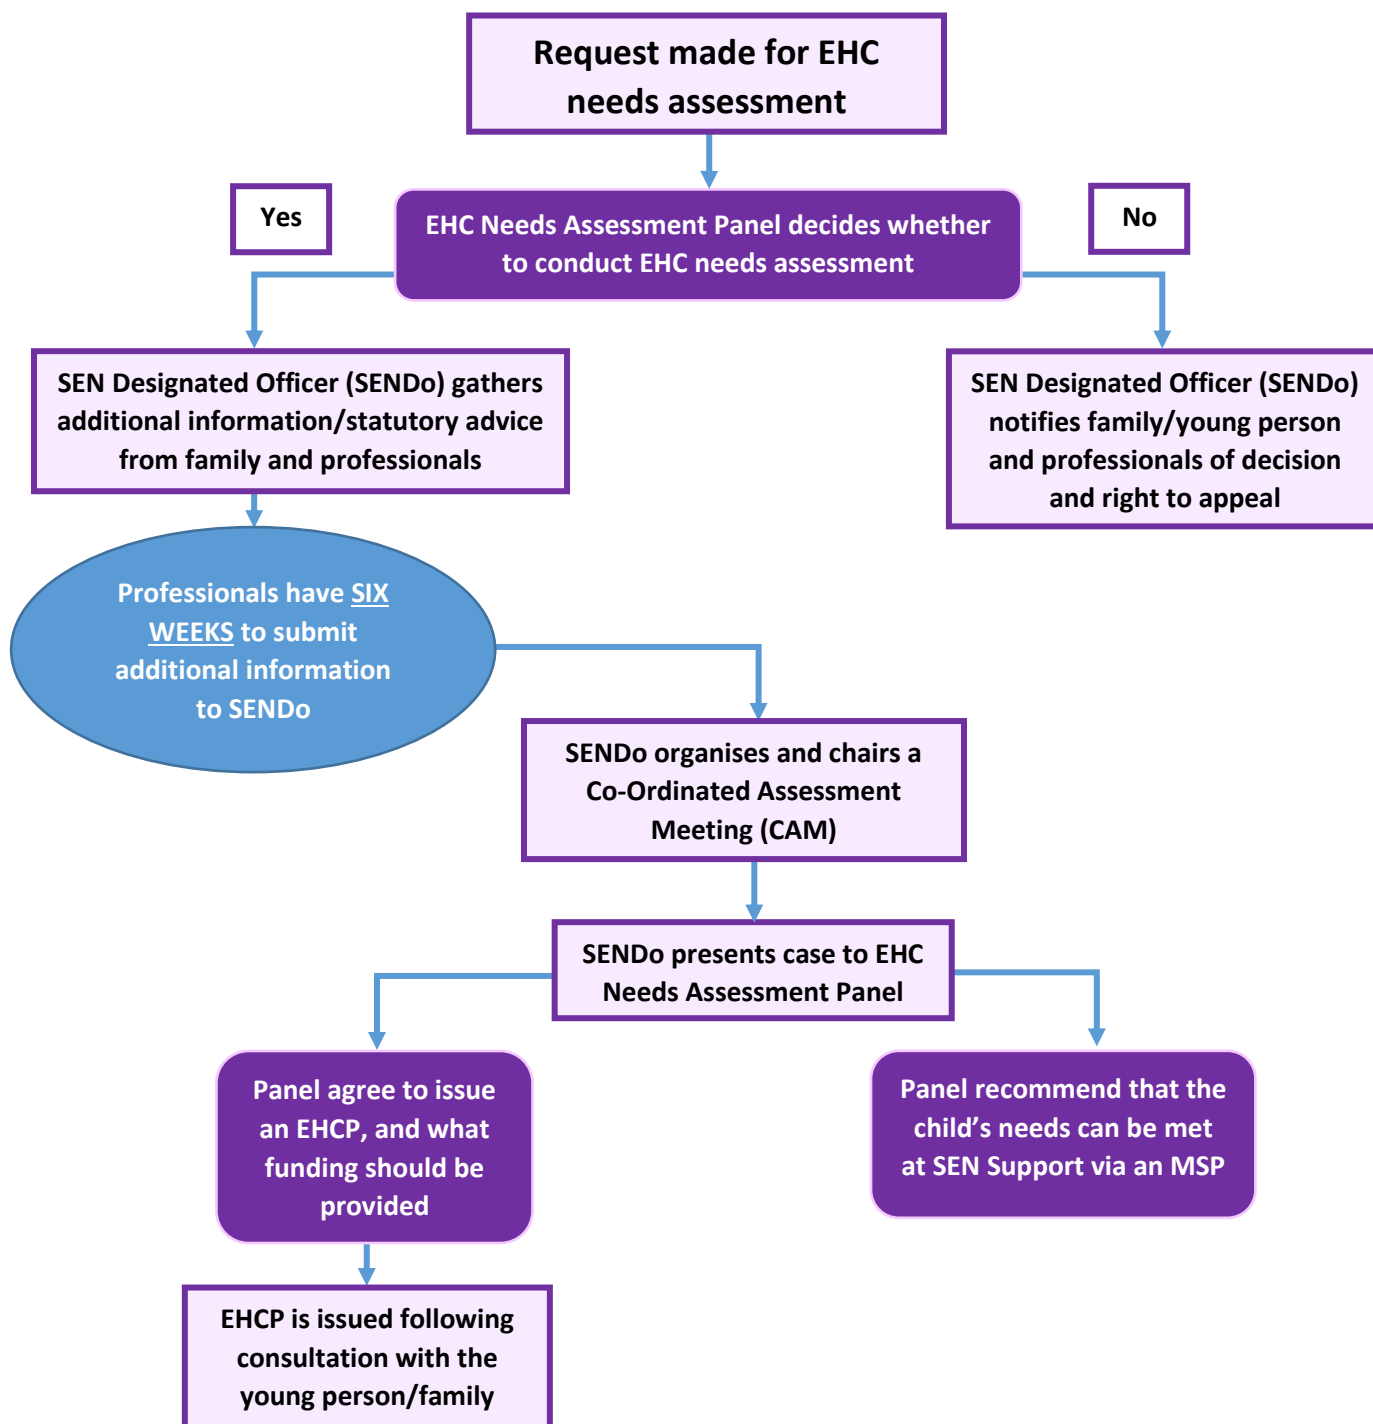 Request made for EHC
needs assessment
Yes
EHC Needs Assessment Panel decides whether
to conduct EHC needs assessment
No
SEN Designated Officer (SENDo) gathers
additional information/statutory advice
from family and professionals
SEN Designated Officer (SENDo)
notifies family/young person
and professionals of decision
and right to appeal
Professionals have SIX
WEEKS to submit
additional information
to SENDo
SENDo organises and chairs a
Co-Ordinated Assessment
Meeting (CAM)
SENDo presents case to EHC
Needs Assessment Panel
Panel agree to issue
an EHCP, and what
funding should be
provided
Panel recommend that the
child’s needs can be met
at SEN Support via an MSP
EHCP is issued following
consultation with the
young person/family